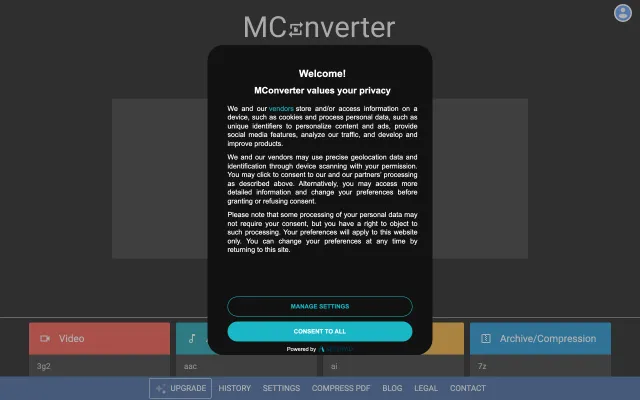 MConverter
Welcome!
MConverter values your privacy
We and our vendors store and/or access information on a
device, such as cookies and process personal data, such as
unique identifiers to personalize content and ads, provide
social media features, analyze our traffic, and develop and
improve products.
We and our vendors may use precise geolocation data and
identification through device scanning with your permission.
You may click to consent to our and our partners' processing
as described above. Alternatively, you may access more
detailed information and change your preferences before
granting or refusing consent.
Please note that some processing of your personal data may
not require your consent, but you have a right to object to
such processing. Your preferences will apply to this website
only. You can change your preferences at any time by
returning to this site.
MANAGE SETTINGS
CONSENT TO ALL
Powered by
Video
Archive/Compression
3g2
aac
ai
7z
UPGRADE HISTORY SETTINGS COMPRESS PDF BLOG LEGAL CONTACT